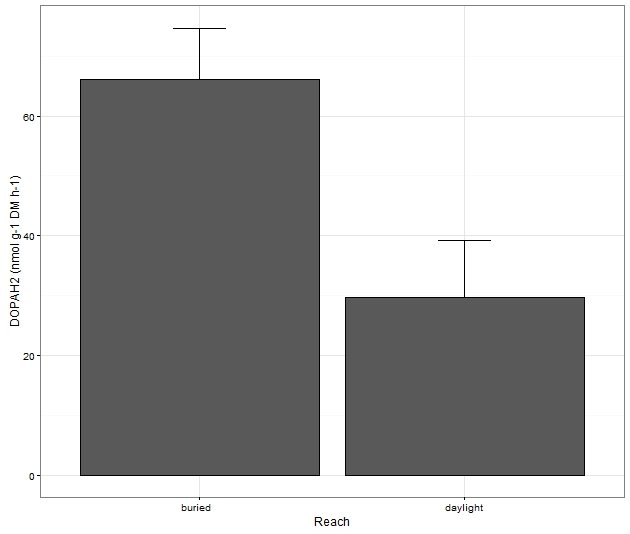 DOPAH2 (nmol g-1 DM h-1)
60
40
20
0
buried
daylight
Reach